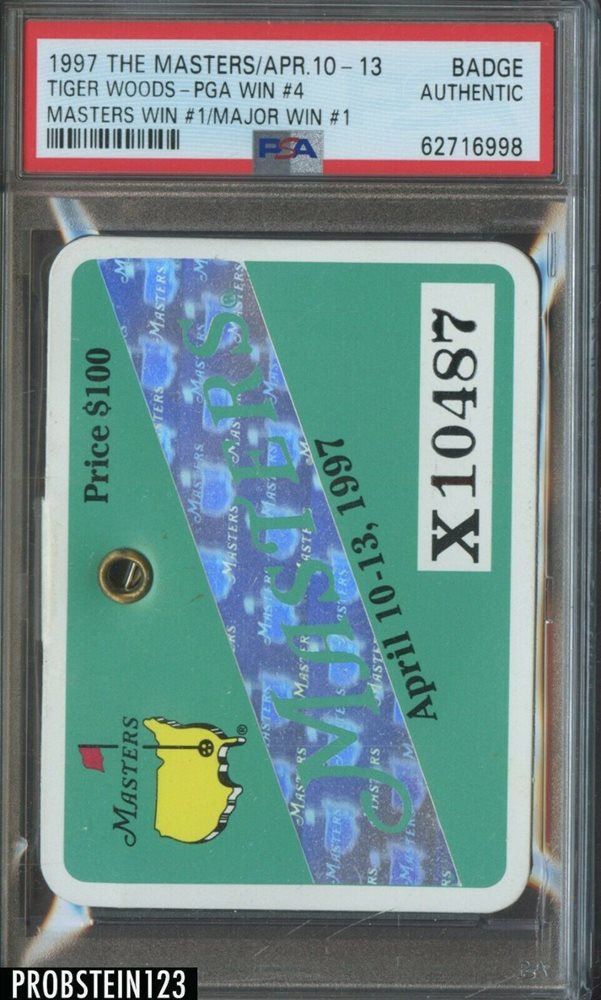 1997 THE MASTERS/APR.10-13
BADGE
TIGER WOODS-PGA WIN #4
AUTHENTIC
MASTERS WIN #1/MAJOR WIN #1
PSA
62716998
Price $100
MASTERS®
April 10-13, 1997
X10487
MASTERS®
PROBSTEIN123